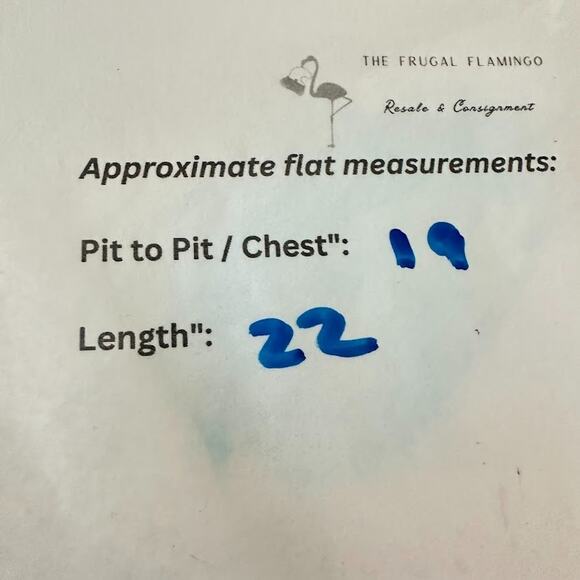 THE FRUGAL FLAMINGO
Resale & Consignment
Approximate flat measurements:
Pit to Pit / Chest": 19
Length": 22